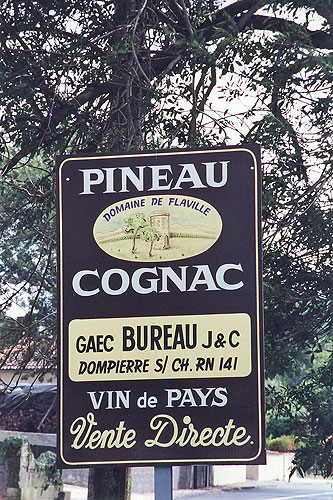 PINEAU
DOMAINE DE FLAVILLE
COGNAC
GAEC BUREAU J&C
DOMPIERRE S/ CH. RN 141
VIN de PAYS
Vente Directe.